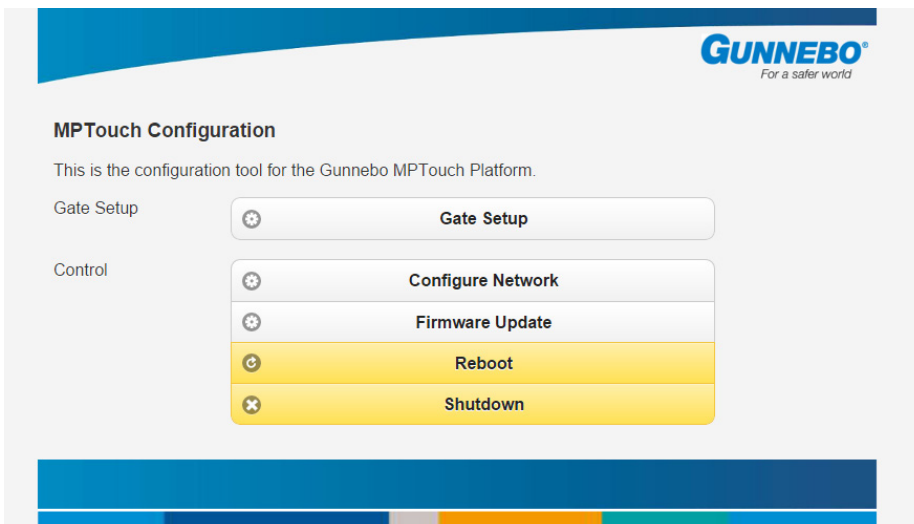 GUNNEBO®
For a safer world
MPTouch Configuration
This is the configuration tool for the Gunnebo MPTouch Platform.
Gate Setup
Gate Setup
Control
Configure Network
Firmware Update
Reboot
Shutdown